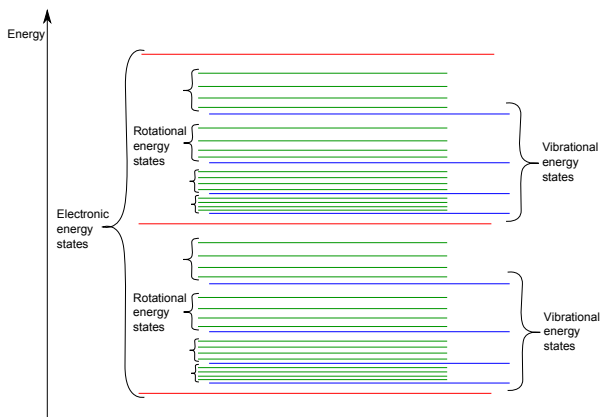 Energy
Rotational
energy
states
Vibrational
energy
states
Electronic
energy
states
Rotational
energy
states
Vibrational
energy
states